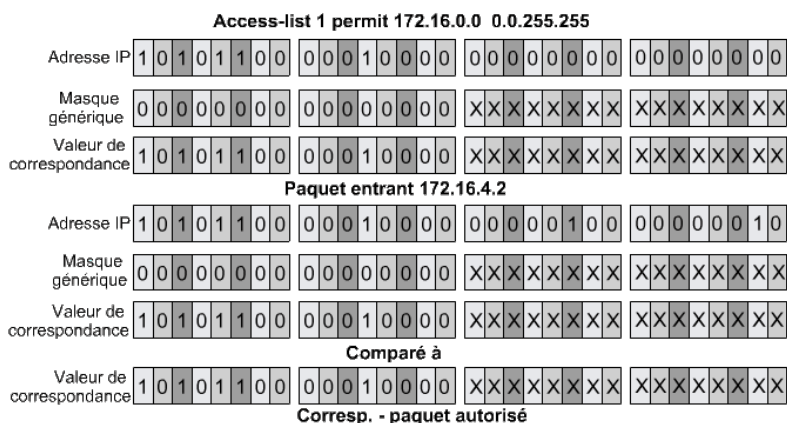 Access-list 1 permit 172.16.0.0 0.0.255.255
Adresse IP 1 0 1 0 1 1 0 0 0 0 0 1 0 0 0 0 0 0 0 0 0 0 0 0 0 0 0 0 0 0 0 0
Masque générique 0 0 0 0 0 0 0 0 0 0 0 0 0 0 0 0 X X X X X X X X X X X X X X X X
Valeur de correspondance 1 0 1 0 1 1 0 0 0 0 0 1 0 0 0 0 X X X X X X X X X X X X X X X X
Paquet entrant 172.16.4.2
Adresse IP 1 0 1 0 1 1 0 0 0 0 0 1 0 0 0 0 0 0 0 0 0 1 0 0 0 0 0 0 0 0 1 0
Masque générique 0 0 0 0 0 0 0 0 0 0 0 0 0 0 0 0 X X X X X X X X X X X X X X X X
Valeur de correspondance 1 0 1 0 1 1 0 0 0 0 0 1 0 0 0 0 X X X X X X X X X X X X X X X X
Comparé à
Valeur de correspondance 1 0 1 0 1 1 0 0 0 0 0 1 0 0 0 0 X X X X X X X X X X X X X X X X
Corresp. - paquet autorisé